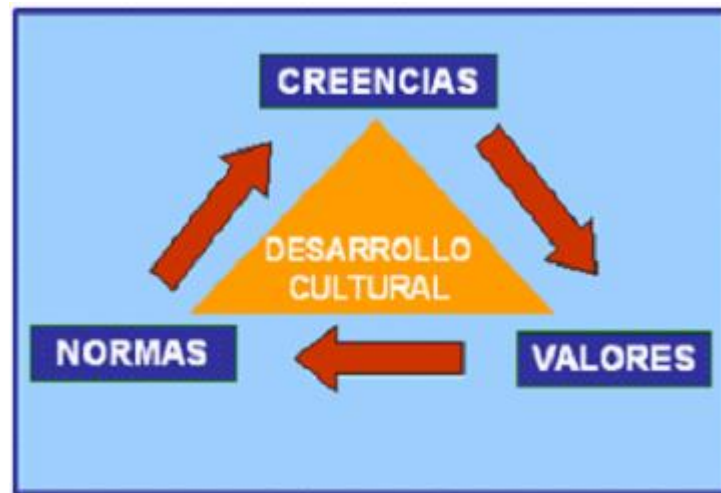 CREENCIAS
DESARROLLO
CULTURAL
NORMAS
VALORES